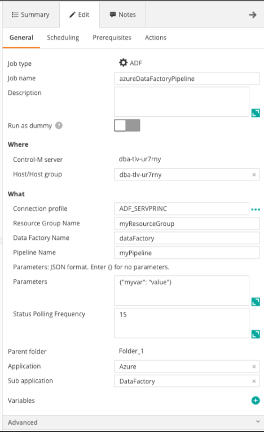 Summary Edit Notes
General Scheduling Prerequisites Actions
Job type ADF
Job name azureDataFactoryPipeline
Description
Run as dummy
Where
Control-M server dba-tlv-ur7rny
Host/Host group dba-tlv-ur7rny
What
Connection profile ADF_SERVPRINC
Resource Group Name myResourceGroup
Data Factory Name dataFactory
Pipeline Name myPipeline
Parameters: JSON format. Enter {} for no parameters.
Parameters {"myvar": "value"}
Status Polling Frequency 15
Parent folder Folder_1
Application Azure
Sub application DataFactory
Variables
Advanced